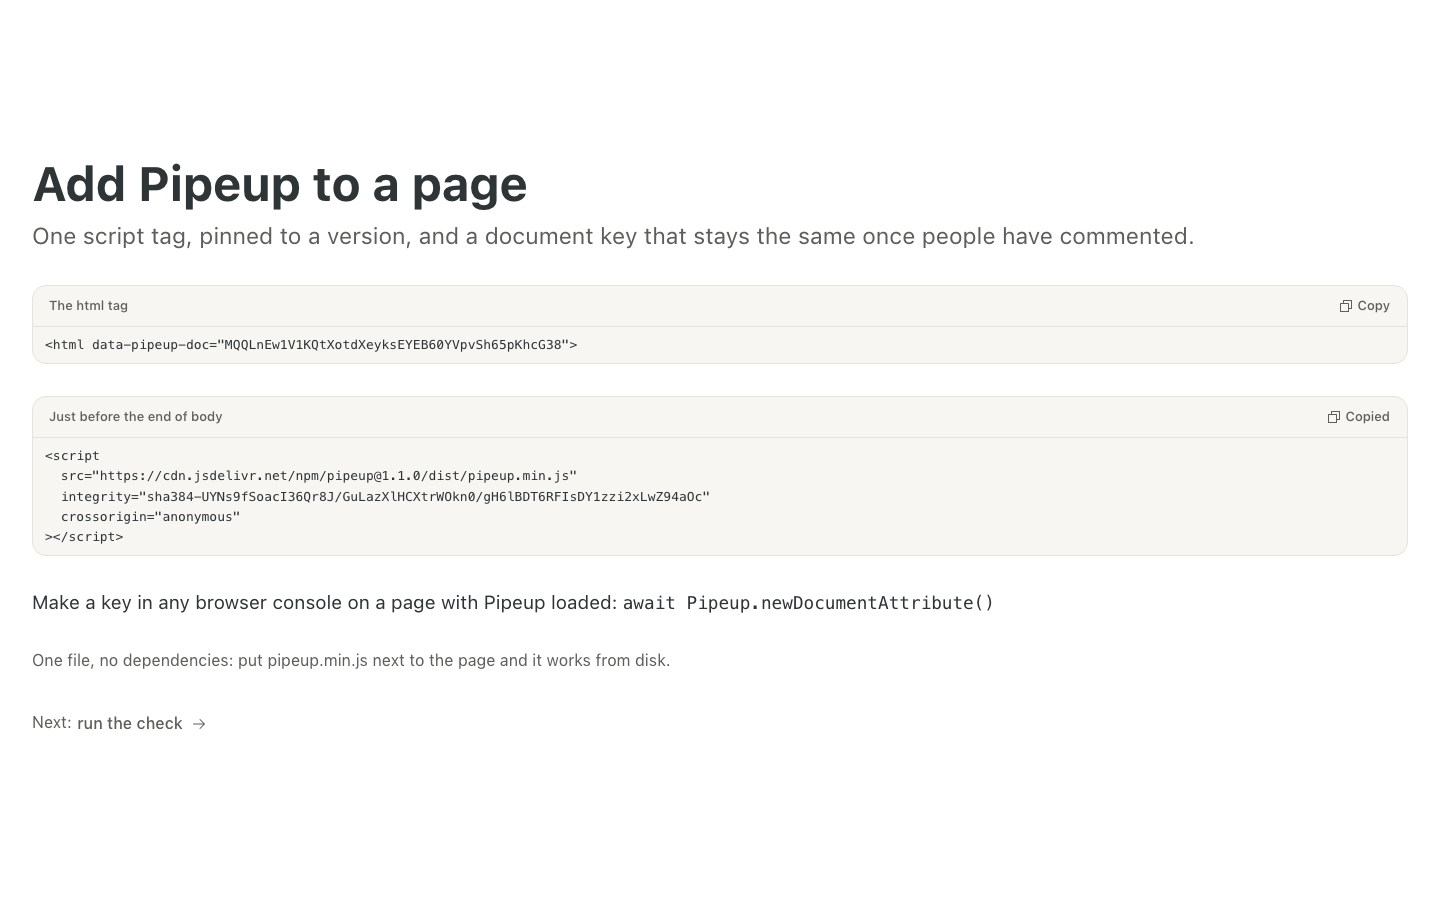 Add Pipeup to a page
One script tag, pinned to a version, and a document key that stays the same once people have commented.
The html tag
Copy
<html data-pipeup-doc="MQQLnEw1V1KQtXotdXeyksEYEB60YVpvSh65pKhcG38">
Just before the end of body
Copied
<script
  src="https://cdn.jsdelivr.net/npm/pipeup@1.1.0/dist/pipeup.min.js"
  integrity="sha384-UYNs9fSoacI36Qr8J/GuLazXlHCXtrWOkn0/gH6lBDT6RFIsDY1zzi2xLwZ94aOc"
  crossorigin="anonymous"
></script>
Make a key in any browser console on a page with Pipeup loaded: await Pipeup.newDocumentAttribute()
One file, no dependencies: put pipeup.min.js next to the page and it works from disk.
Next: run the check →